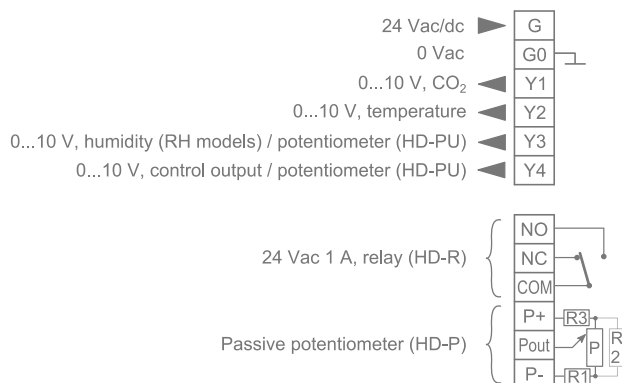 24 Vac/dc G
0 Vac G0
0...10 V, CO2 Y1
0...10 V, temperature Y2
0...10 V, humidity (RH models) / potentiometer (HD-PU) Y3
0...10 V, control output / potentiometer (HD-PU) Y4
NO
24 Vac 1 A, relay (HD-R) NC
COM
P+ R3
Passive potentiometer (HD-P) Pout P R2
P- R1